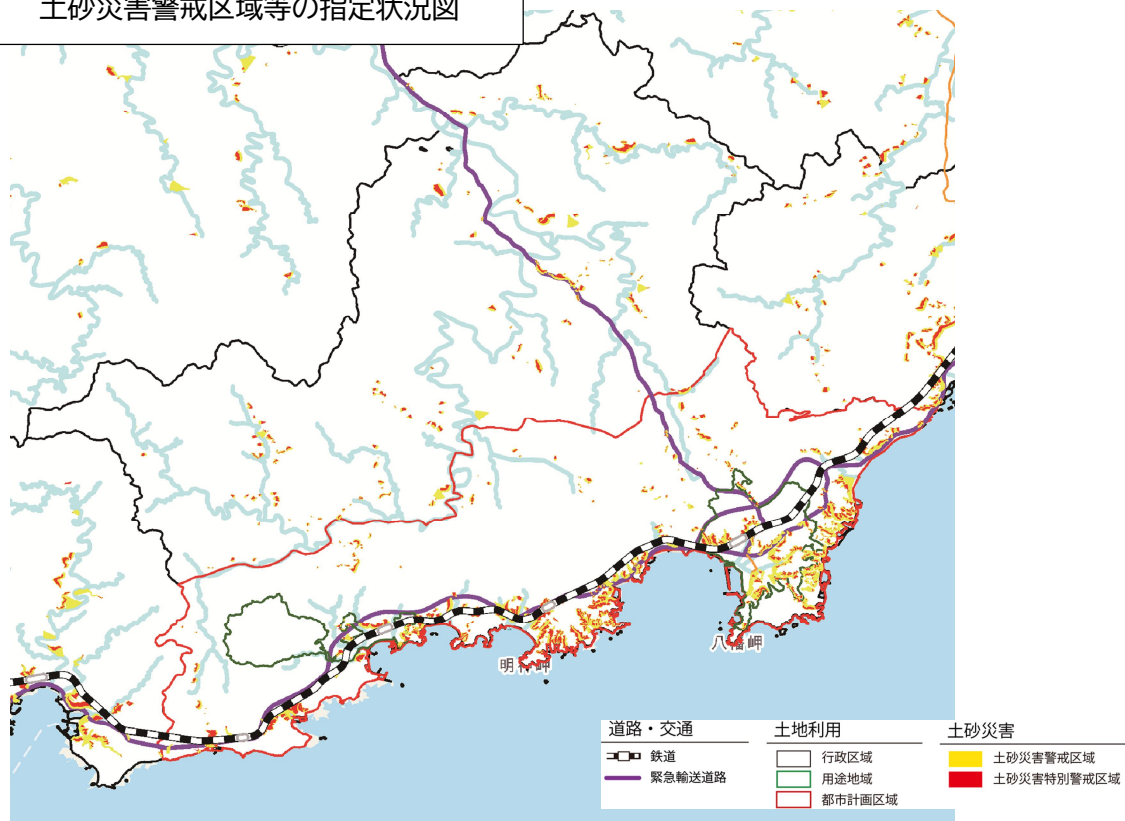 土砂災害警戒区域等の指定状況図
八幡岬
明神岬
道路・交通
鉄道
緊急輸送道路
土地利用
行政区域
用途地域
都市計画区域
土砂災害
土砂災害警戒区域
土砂災害特別警戒区域